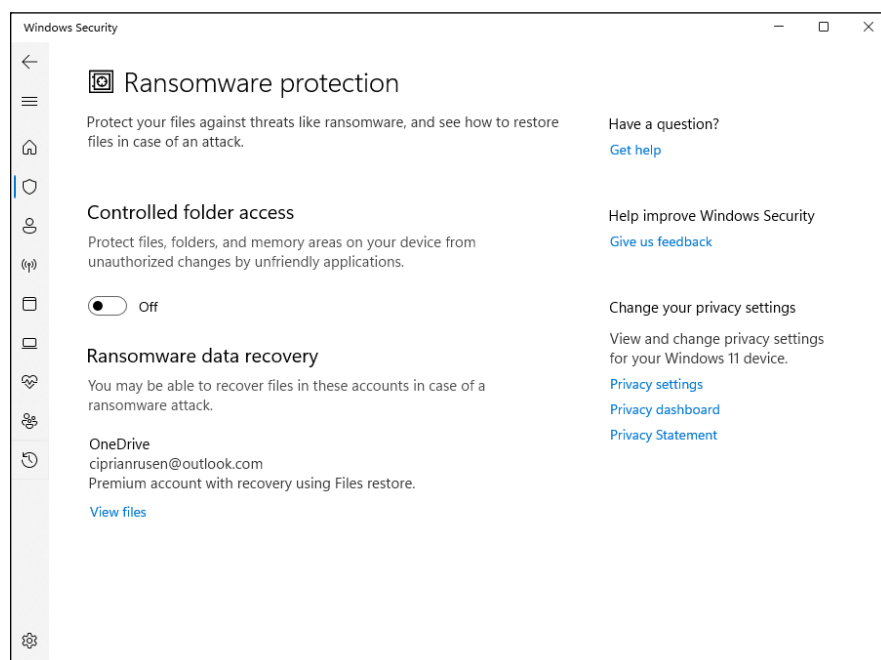 Windows Security
Ransomware protection
Protect your files against threats like ransomware, and see how to restore
files in case of an attack.
Controlled folder access
Protect files, folders, and memory areas on your device from
unauthorized changes by unfriendly applications.
Off
Ransomware data recovery
You may be able to recover files in these accounts in case of a
ransomware attack.
OneDrive
ciprianrusen@outlook.com
Premium account with recovery using Files restore.
View files
Have a question?
Get help
Help improve Windows Security
Give us feedback
Change your privacy settings
View and change privacy settings
for your Windows 11 device.
Privacy settings
Privacy dashboard
Privacy Statement